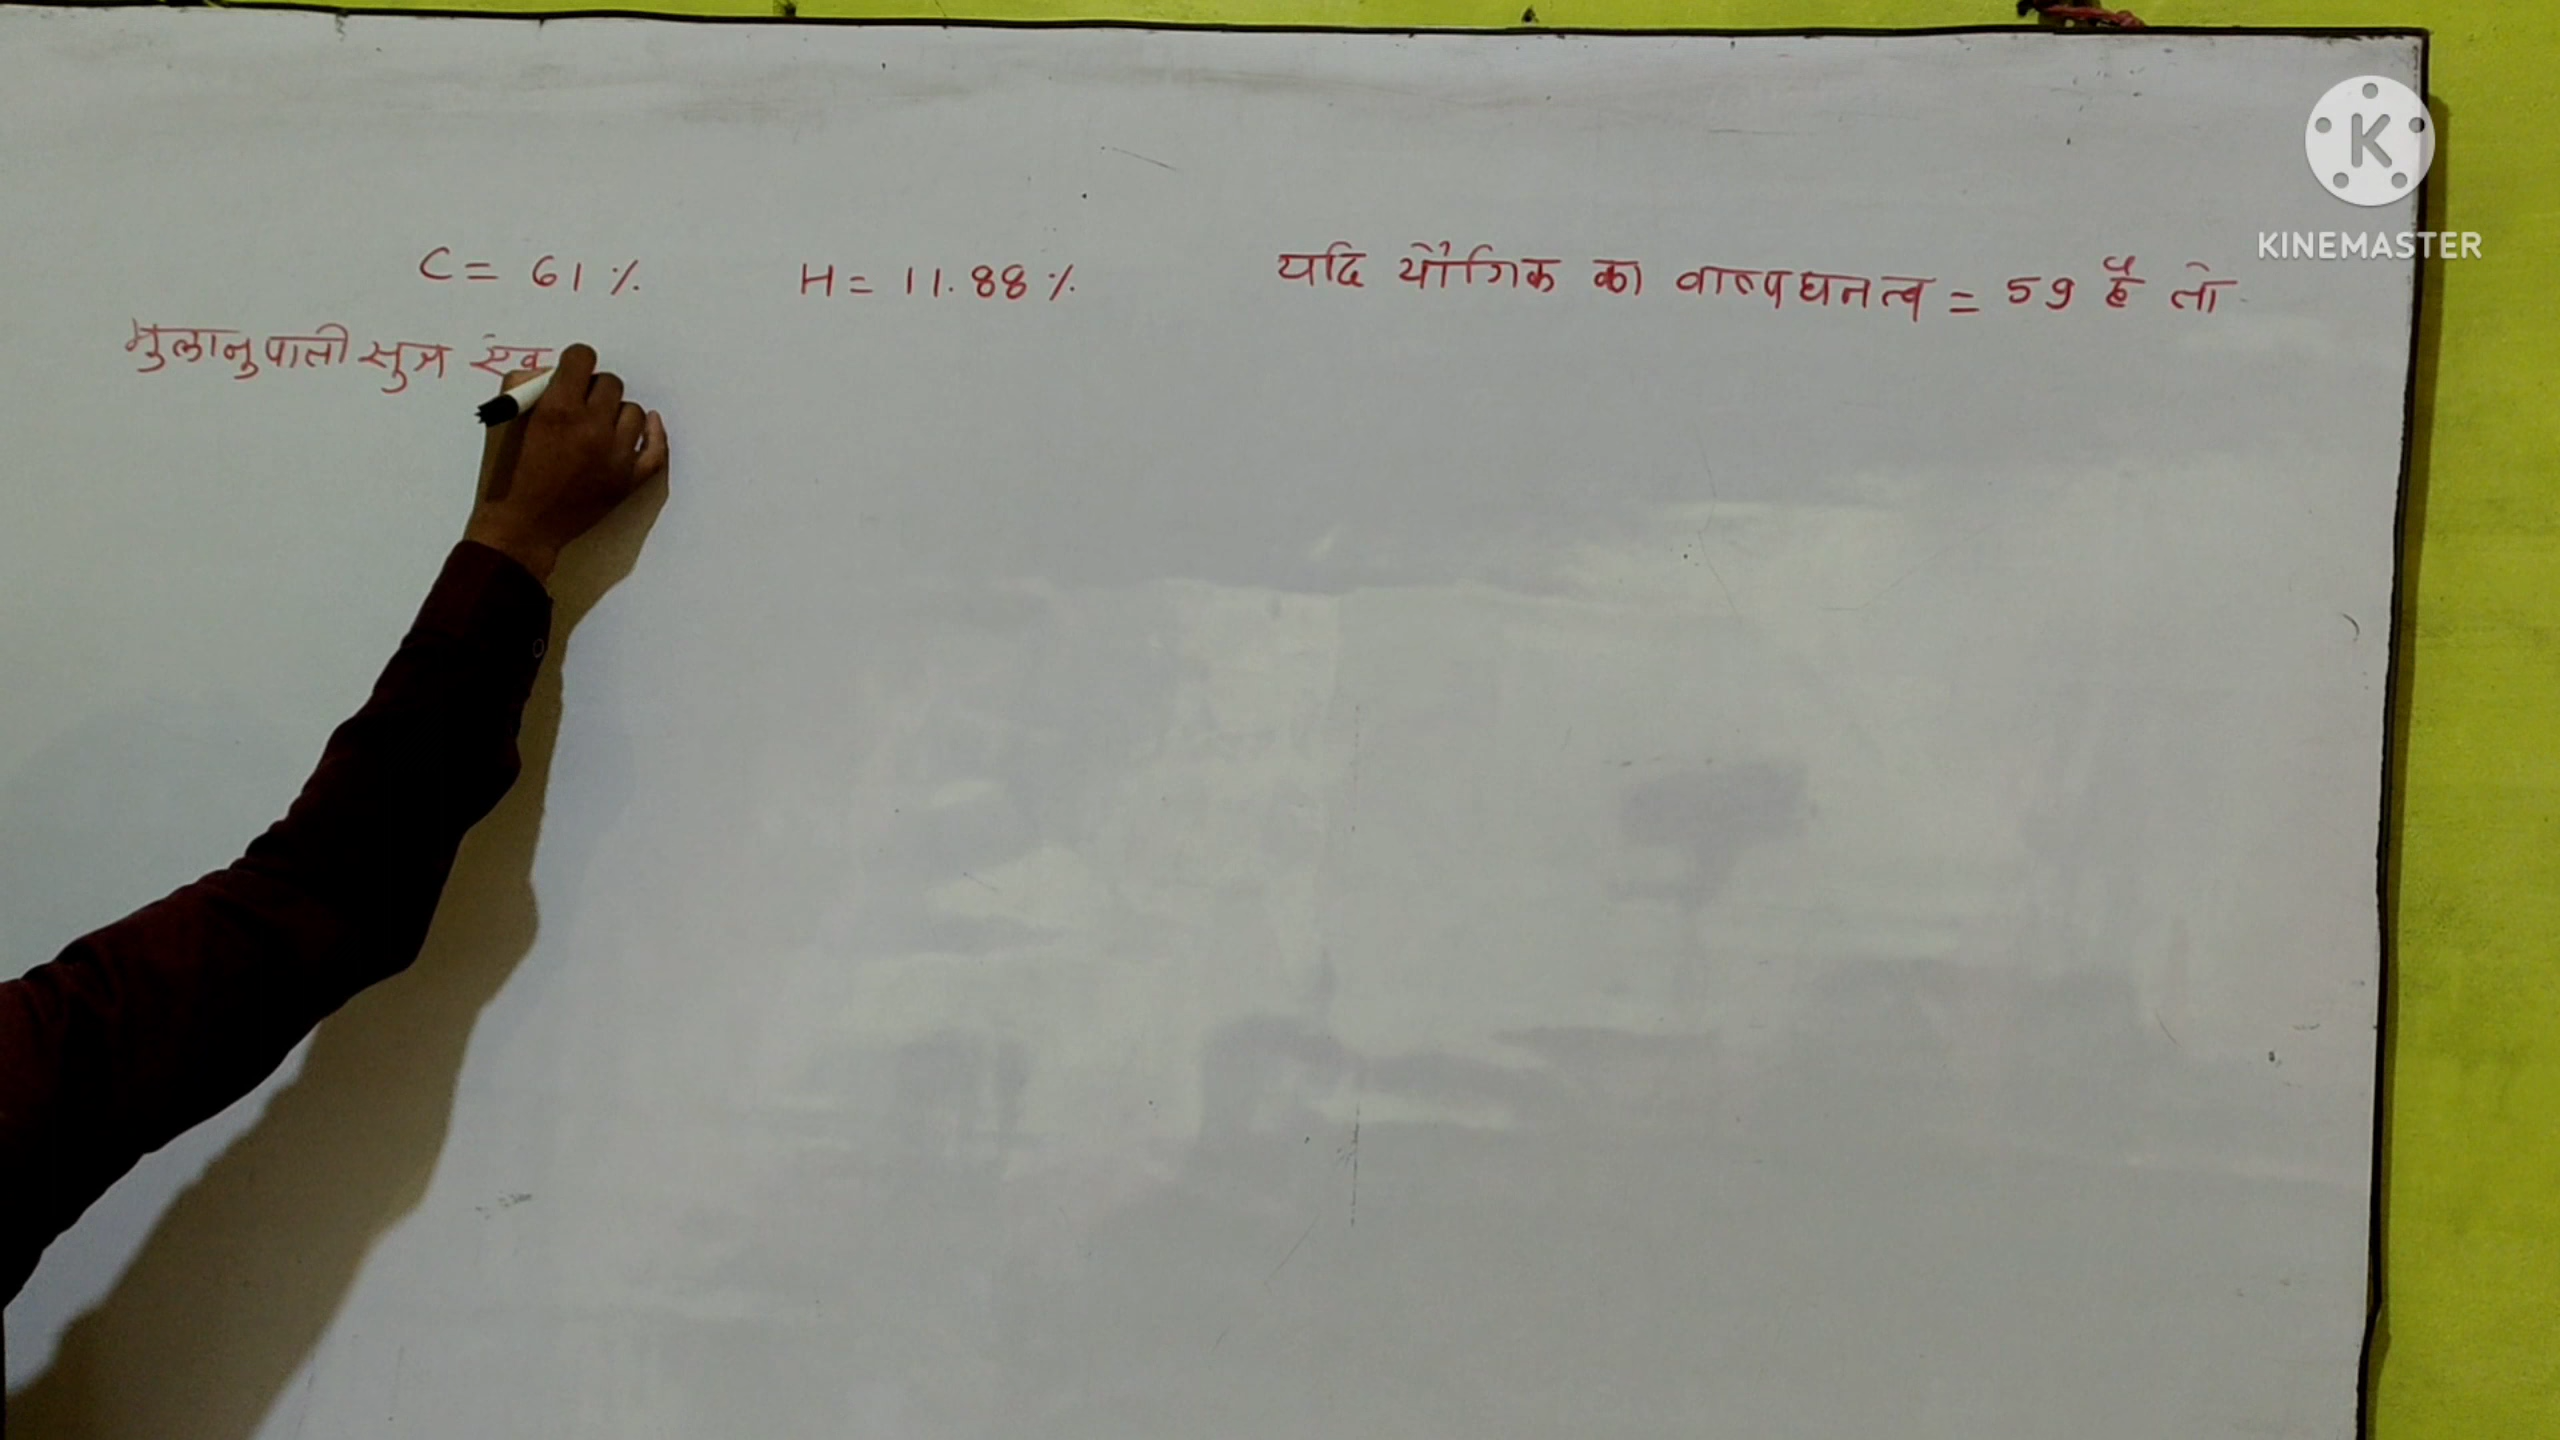 C = 61 %. H = 11.88 %. यदि यौगिक का वाष्पघनत्व = 59 है तो
मुलानुपाती सुत्र एंव
KINEMASTER